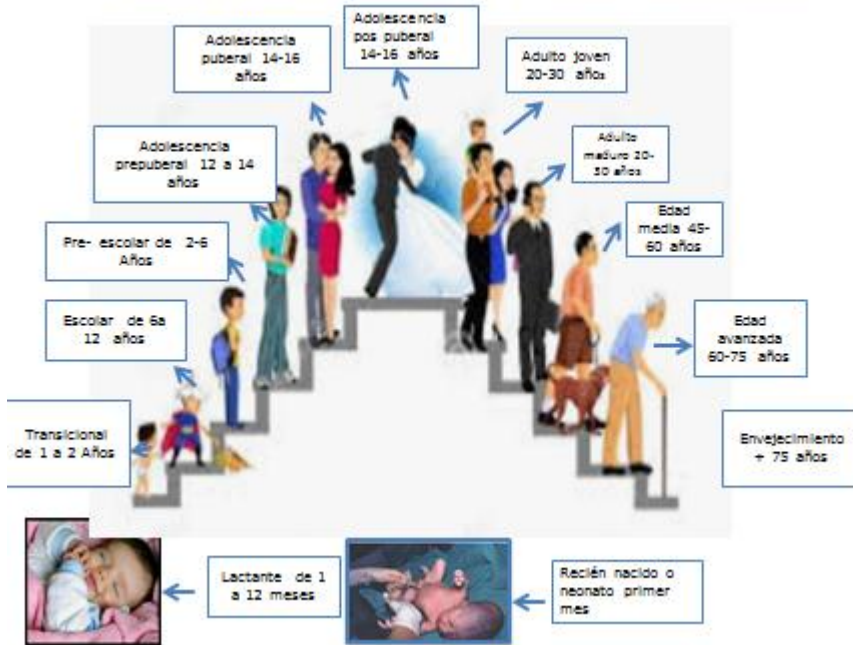 Adolescencia
puberal 14-16
años
Adolescencia
pos puberal
14-16 años
Adulto joven
20-30 años
Adolescencia
prepuberal 12 a 14
años
Adulto
maduro 20-
30 años
Pre- escolar de 2-6
Años
Edad
media 45-
60 años
Escolar de 6a
12 años
Edad
avanzada
60-75 años
Transicional
de 1 a 2 Años
Envejecimiento
+ 75 años
Lactante de 1
a 12 meses
Recién nacido o
neonato primer
mes